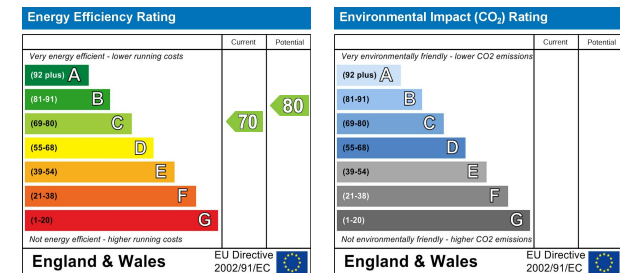 Energy Efficiency Rating
Current Potential
Very energy efficient - lower running costs
(92 plus) A
(81-91) B
(69-80) C
(55-68) D
(39-54) E
(21-38) F
(1-20) G
70
80
Not energy efficient - higher running costs
England & Wales
EU Directive
2002/91/EC
Environmental Impact (CO₂) Rating
Current Potential
Very environmentally friendly - lower CO2 emissions
(92 plus) A
(81-91) B
(69-80) C
(55-68) D
(39-54) E
(21-38) F
(1-20) G
Not environmentally friendly - higher CO2 emissions
England & Wales
EU Directive
2002/91/EC